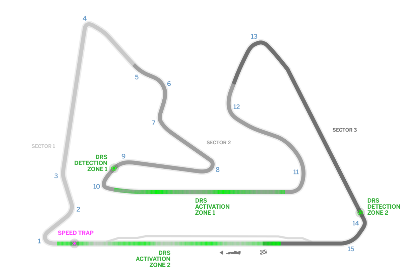 4
13
5
6
12
7
SECTOR 3
SECTOR 1
SECTOR 2
DRS
DETECTION
ZONE 1
9
8
11
3
10
DRS
ACTIVATION
ZONE 1
DRS
DETECTION
ZONE 2
2
14
SPEED TRAP
1
15
DRS
ACTIVATION
ZONE 2